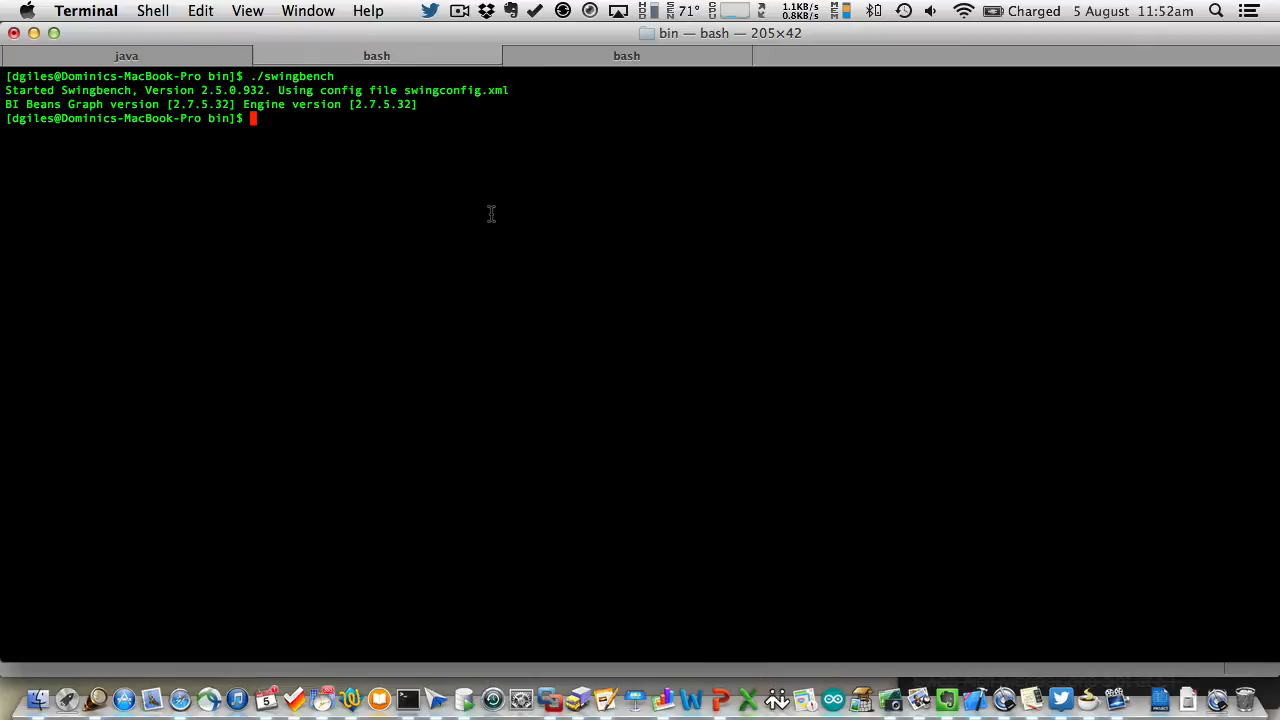 Terminal Shell Edit View Window Help 71° 1.1KB/s 0.8KB/s Charged 5 August 11:52am
bin — bash — 205×42
java bash bash
[dgiles@Dominics-MacBook-Pro bin]$ ./swingbench
Started Swingbench, Version 2.5.0.932. Using config file swingconfig.xml
BI Beans Graph version [2.7.5.32] Engine version [2.7.5.32]
[dgiles@Dominics-MacBook-Pro bin]$